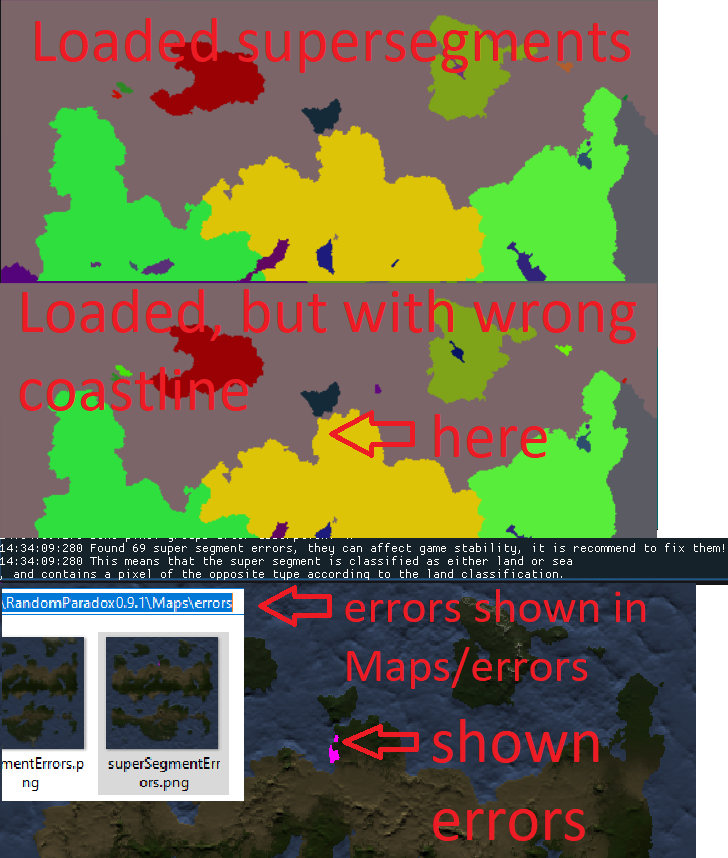 Loaded supersegments
Loaded, but with wrong
coastline
here
14:34:09:280 Found 69 super segment errors, they can affect game stability, it is recommend to fix them!
14:34:09:280 This means that the super segment is classified as either land or sea
, and contains a pixel of the opposite type according to the land classification.
\RandomParadox0.9.1\Maps\errors
errors shown in
Maps/errors
mentErrors.p
ng
superSegmentErr
ors.png
shown
errors